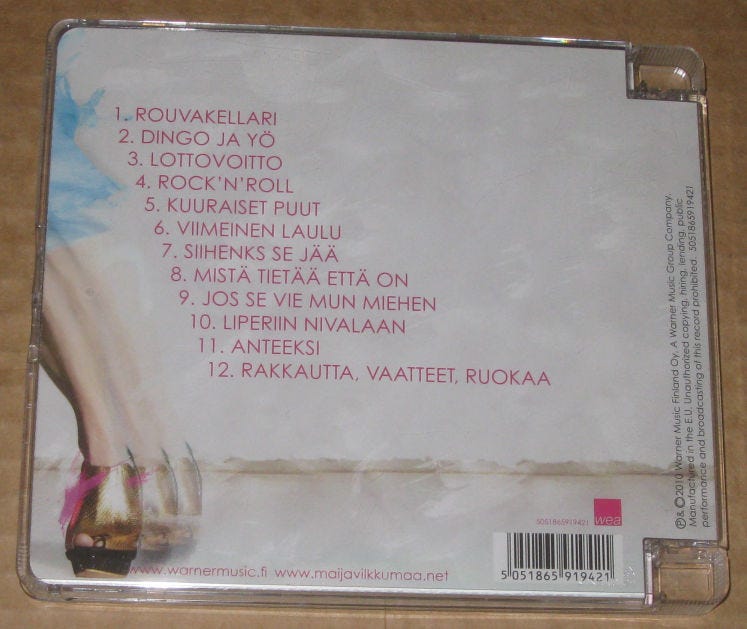 1. ROUVAKELLARI
2. DINGO JA YÖ
3. LOTTOVOITTO
4. ROCK'N'ROLL
5. KUURAISET PUUT
6. VIIMEINEN LAULU
7. SIIHENKS SE JÄÄ
8. MISTÄ TIETÄÄ ETTÄ ON
9. JOS SE VIE MUN MIEHEN
10. LIPERIIN NIVALAAN
11. ANTEEKSI
12. RAKKAUTTA, VAATTEET, RUOKAA
℗ & ©2010 Warner Music Finland Oy. A Warner Music Group Company.
Manufactured in the E.U. Unauthorized copying, hiring, lending, public
performance and broadcasting of this record prohibited. 5051865919421
5051865919421
wea
www.warnermusic.fi www.maijavilkkumaa.net
5 051865 919421